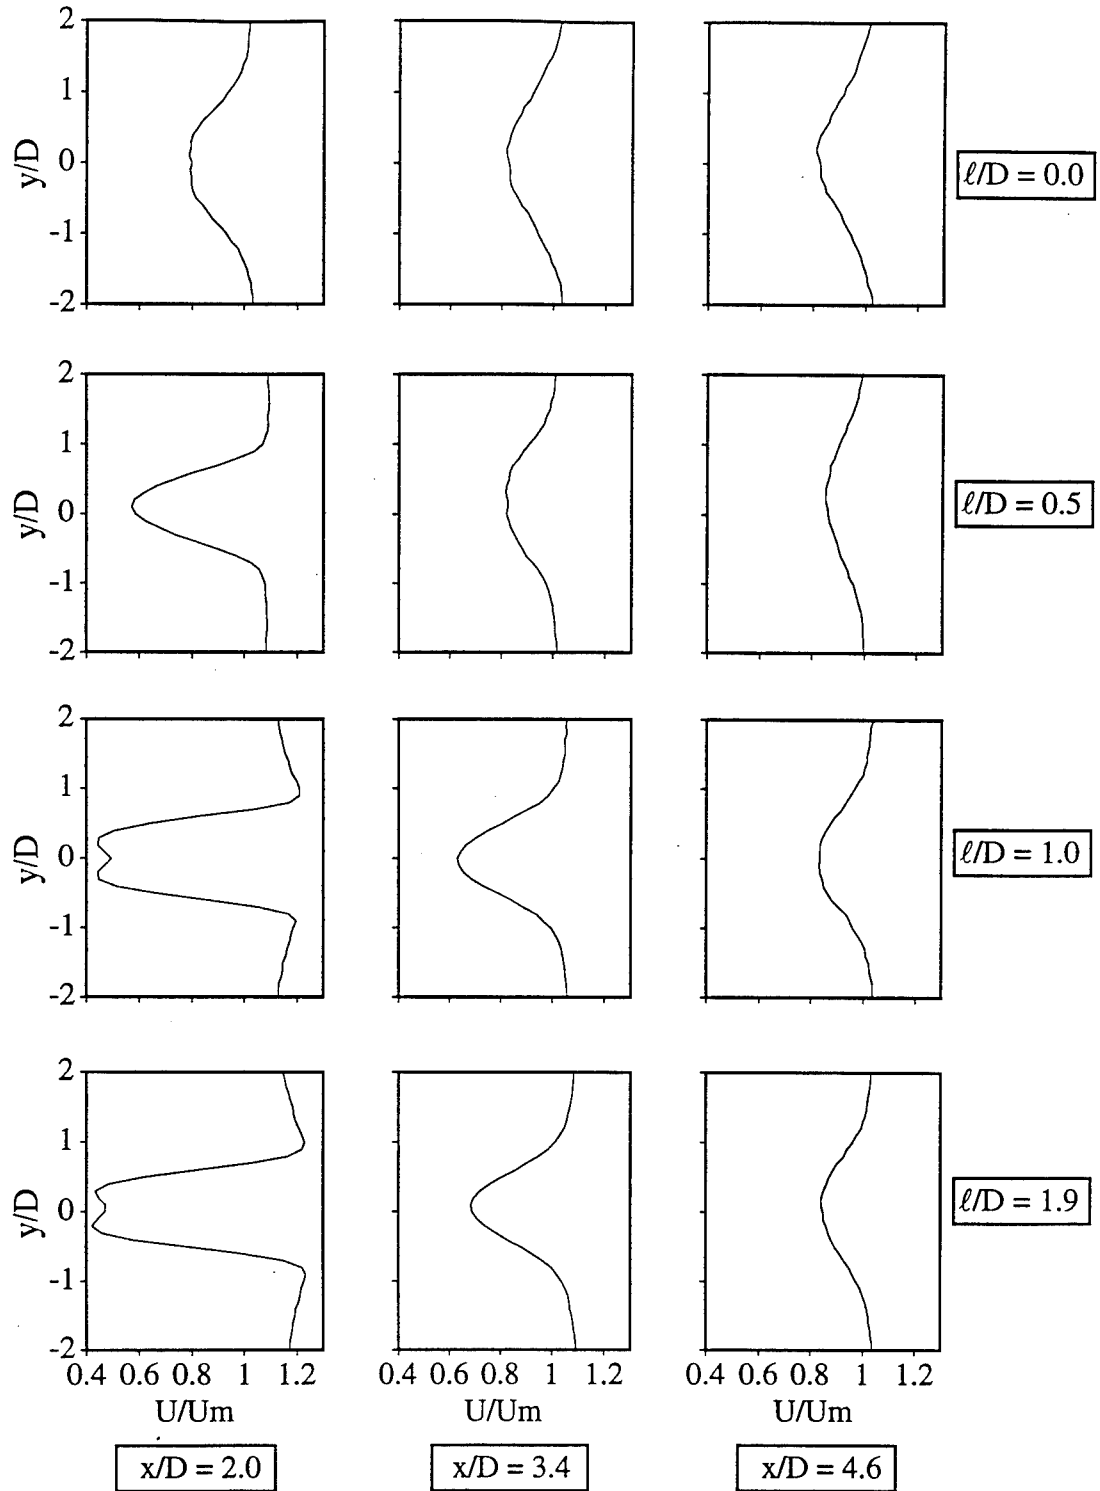 2
1
0
-1
-2
y/D
ℓ/D = 0.0
2
1
0
-1
-2
y/D
ℓ/D = 0.5
2
1
0
-1
-2
y/D
ℓ/D = 1.0
2
1
0
-1
-2
y/D
ℓ/D = 1.9
0.4 0.6 0.8 1 1.2
0.4 0.6 0.8 1 1.2
0.4 0.6 0.8 1 1.2
U/Um
U/Um
U/Um
x/D = 2.0
x/D = 3.4
x/D = 4.6